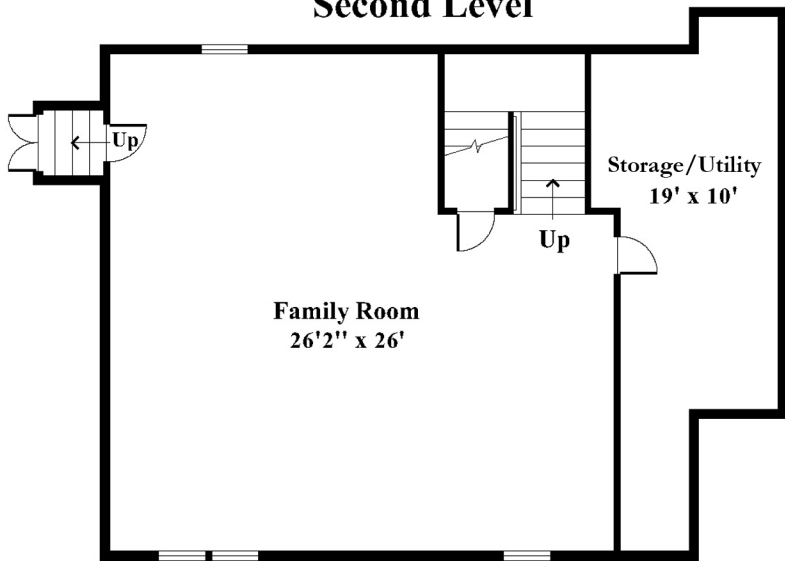 Second Level
Up
Storage/Utility
19' x 10'
Up
Family Room
26'2'' x 26'